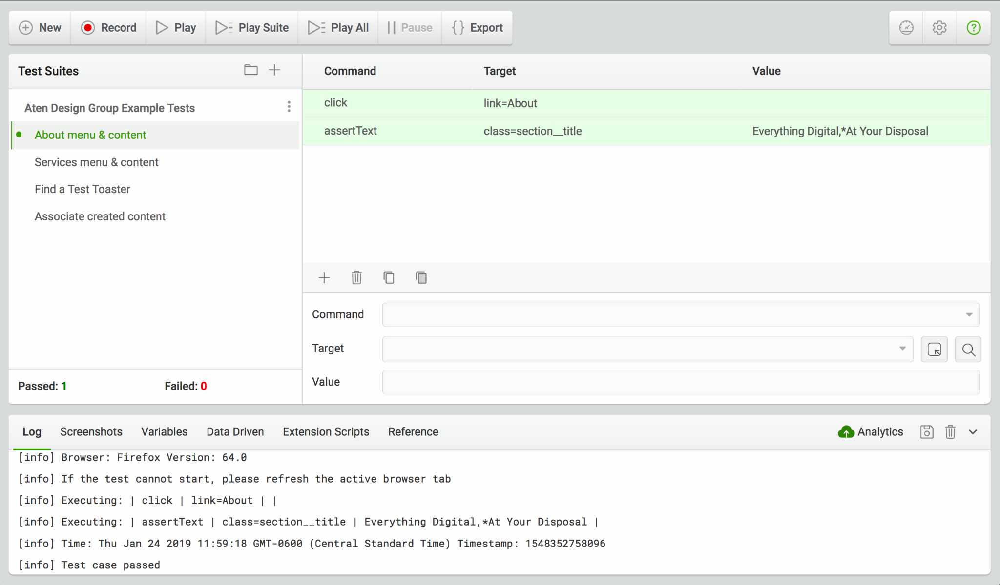 New Record Play Play Suite Play All Pause Export
Test Suites
Aten Design Group Example Tests
About menu & content
Services menu & content
Find a Test Toaster
Associate created content
Passed: 1 Failed: 0
Command Target Value
click link=About
assertText class=section__title Everything Digital,*At Your Disposal
Command
Target
Value
Log Screenshots Variables Data Driven Extension Scripts Reference Analytics
[info] Browser: Firefox Version: 64.0
[info] If the test cannot start, please refresh the active browser tab
[info] Executing: | click | link=About | |
[info] Executing: | assertText | class=section__title | Everything Digital,*At Your Disposal |
[info] Time: Thu Jan 24 2019 11:59:18 GMT-0600 (Central Standard Time) Timestamp: 1548352758096
[info] Test case passed